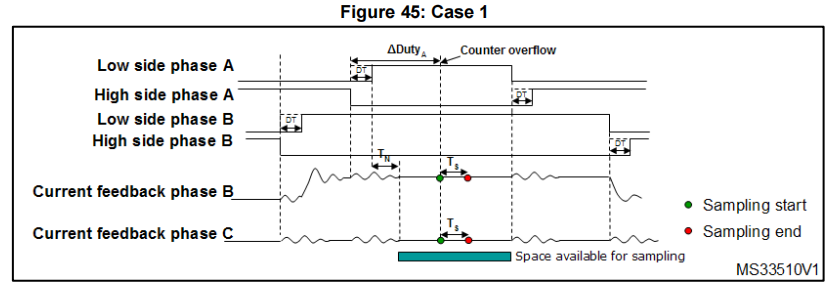 Figure 45: Case 1
ΔDutyA
Counter overflow
Low side phase A
DT
High side phase A
DT
Low side phase B
DT
High side phase B
DT
TN
Ts
Current feedback phase B
Sampling start
Ts
Sampling end
Current feedback phase C
Space available for sampling
MS33510V1